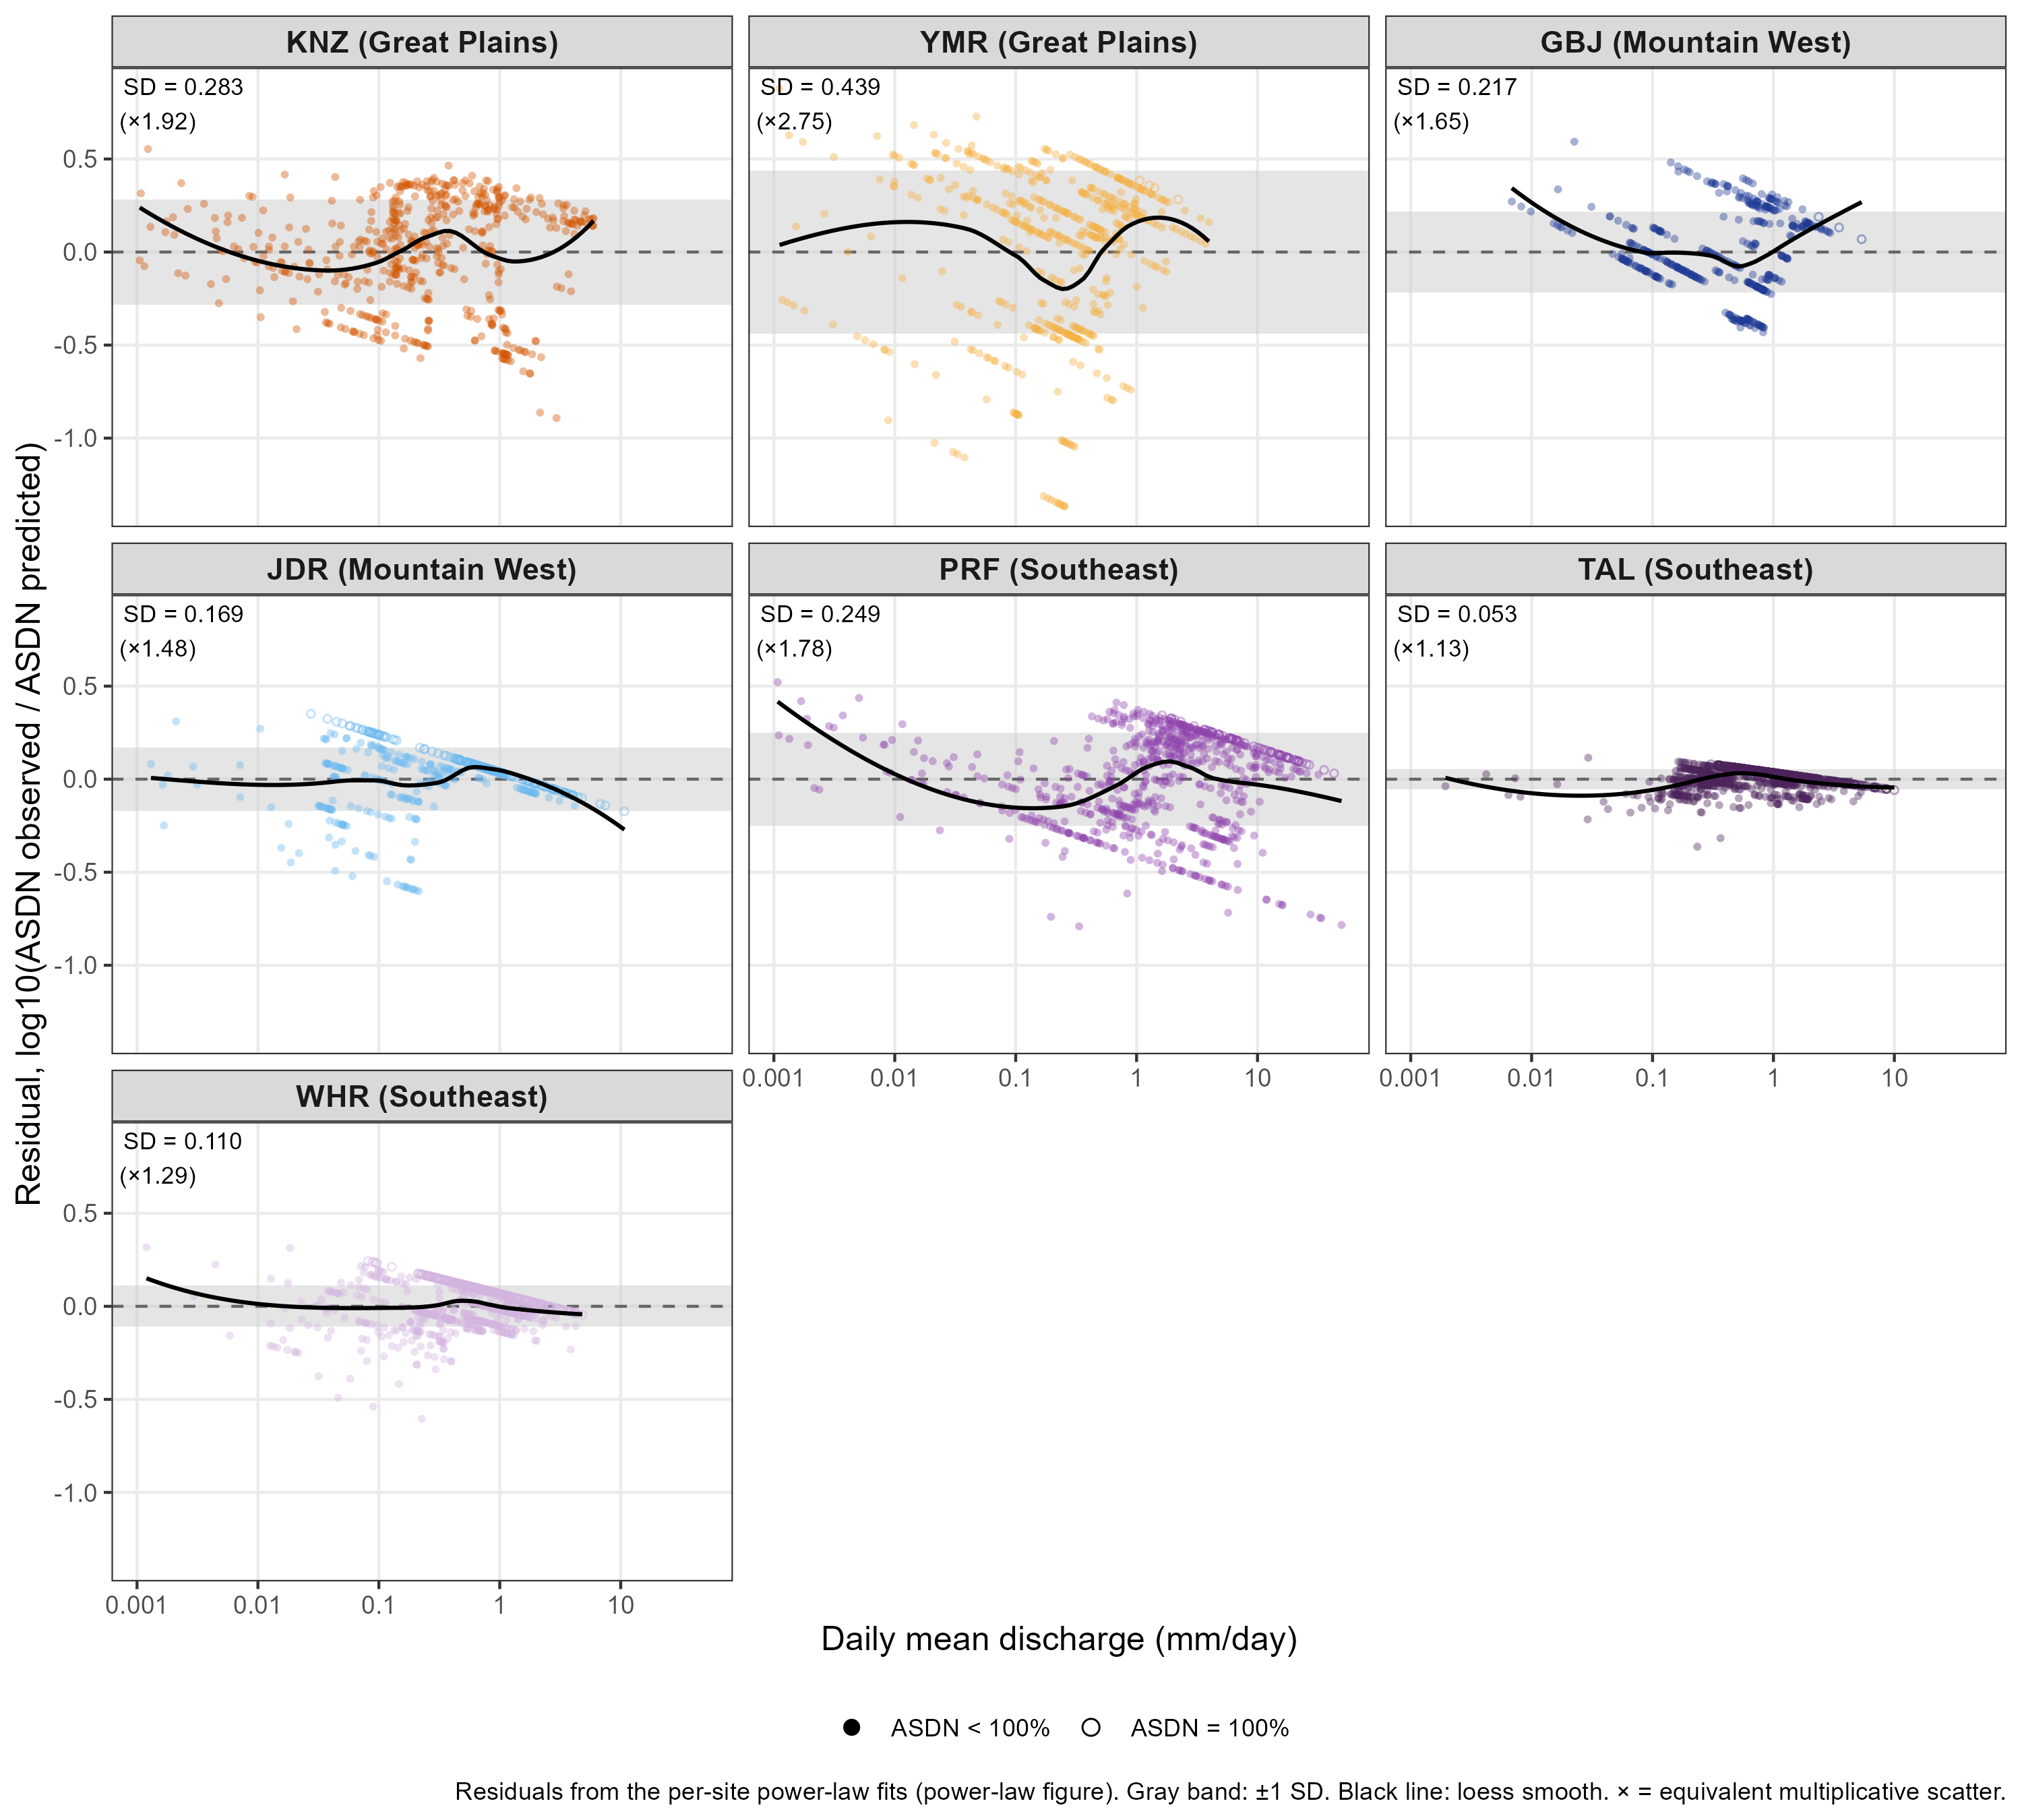 KNZ (Great Plains)
YMR (Great Plains)
GBJ (Mountain West)
SD = 0.283
(×1.92)
SD = 0.439
(×2.75)
SD = 0.217
(×1.65)
0.5
0.0
-0.5
-1.0
JDR (Mountain West)
PRF (Southeast)
TAL (Southeast)
SD = 0.169
(×1.48)
SD = 0.249
(×1.78)
SD = 0.053
(×1.13)
0.5
0.0
-0.5
-1.0
0.001 0.01 0.1 1 10
0.001 0.01 0.1 1 10
WHR (Southeast)
SD = 0.110
(×1.29)
0.5
0.0
-0.5
-1.0
0.001 0.01 0.1 1 10
Residual, log10(ASDN observed / ASDN predicted)
Daily mean discharge (mm/day)
ASDN < 100%
ASDN = 100%
Residuals from the per-site power-law fits (power-law figure). Gray band: ±1 SD. Black line: loess smooth. × = equivalent multiplicative scatter.